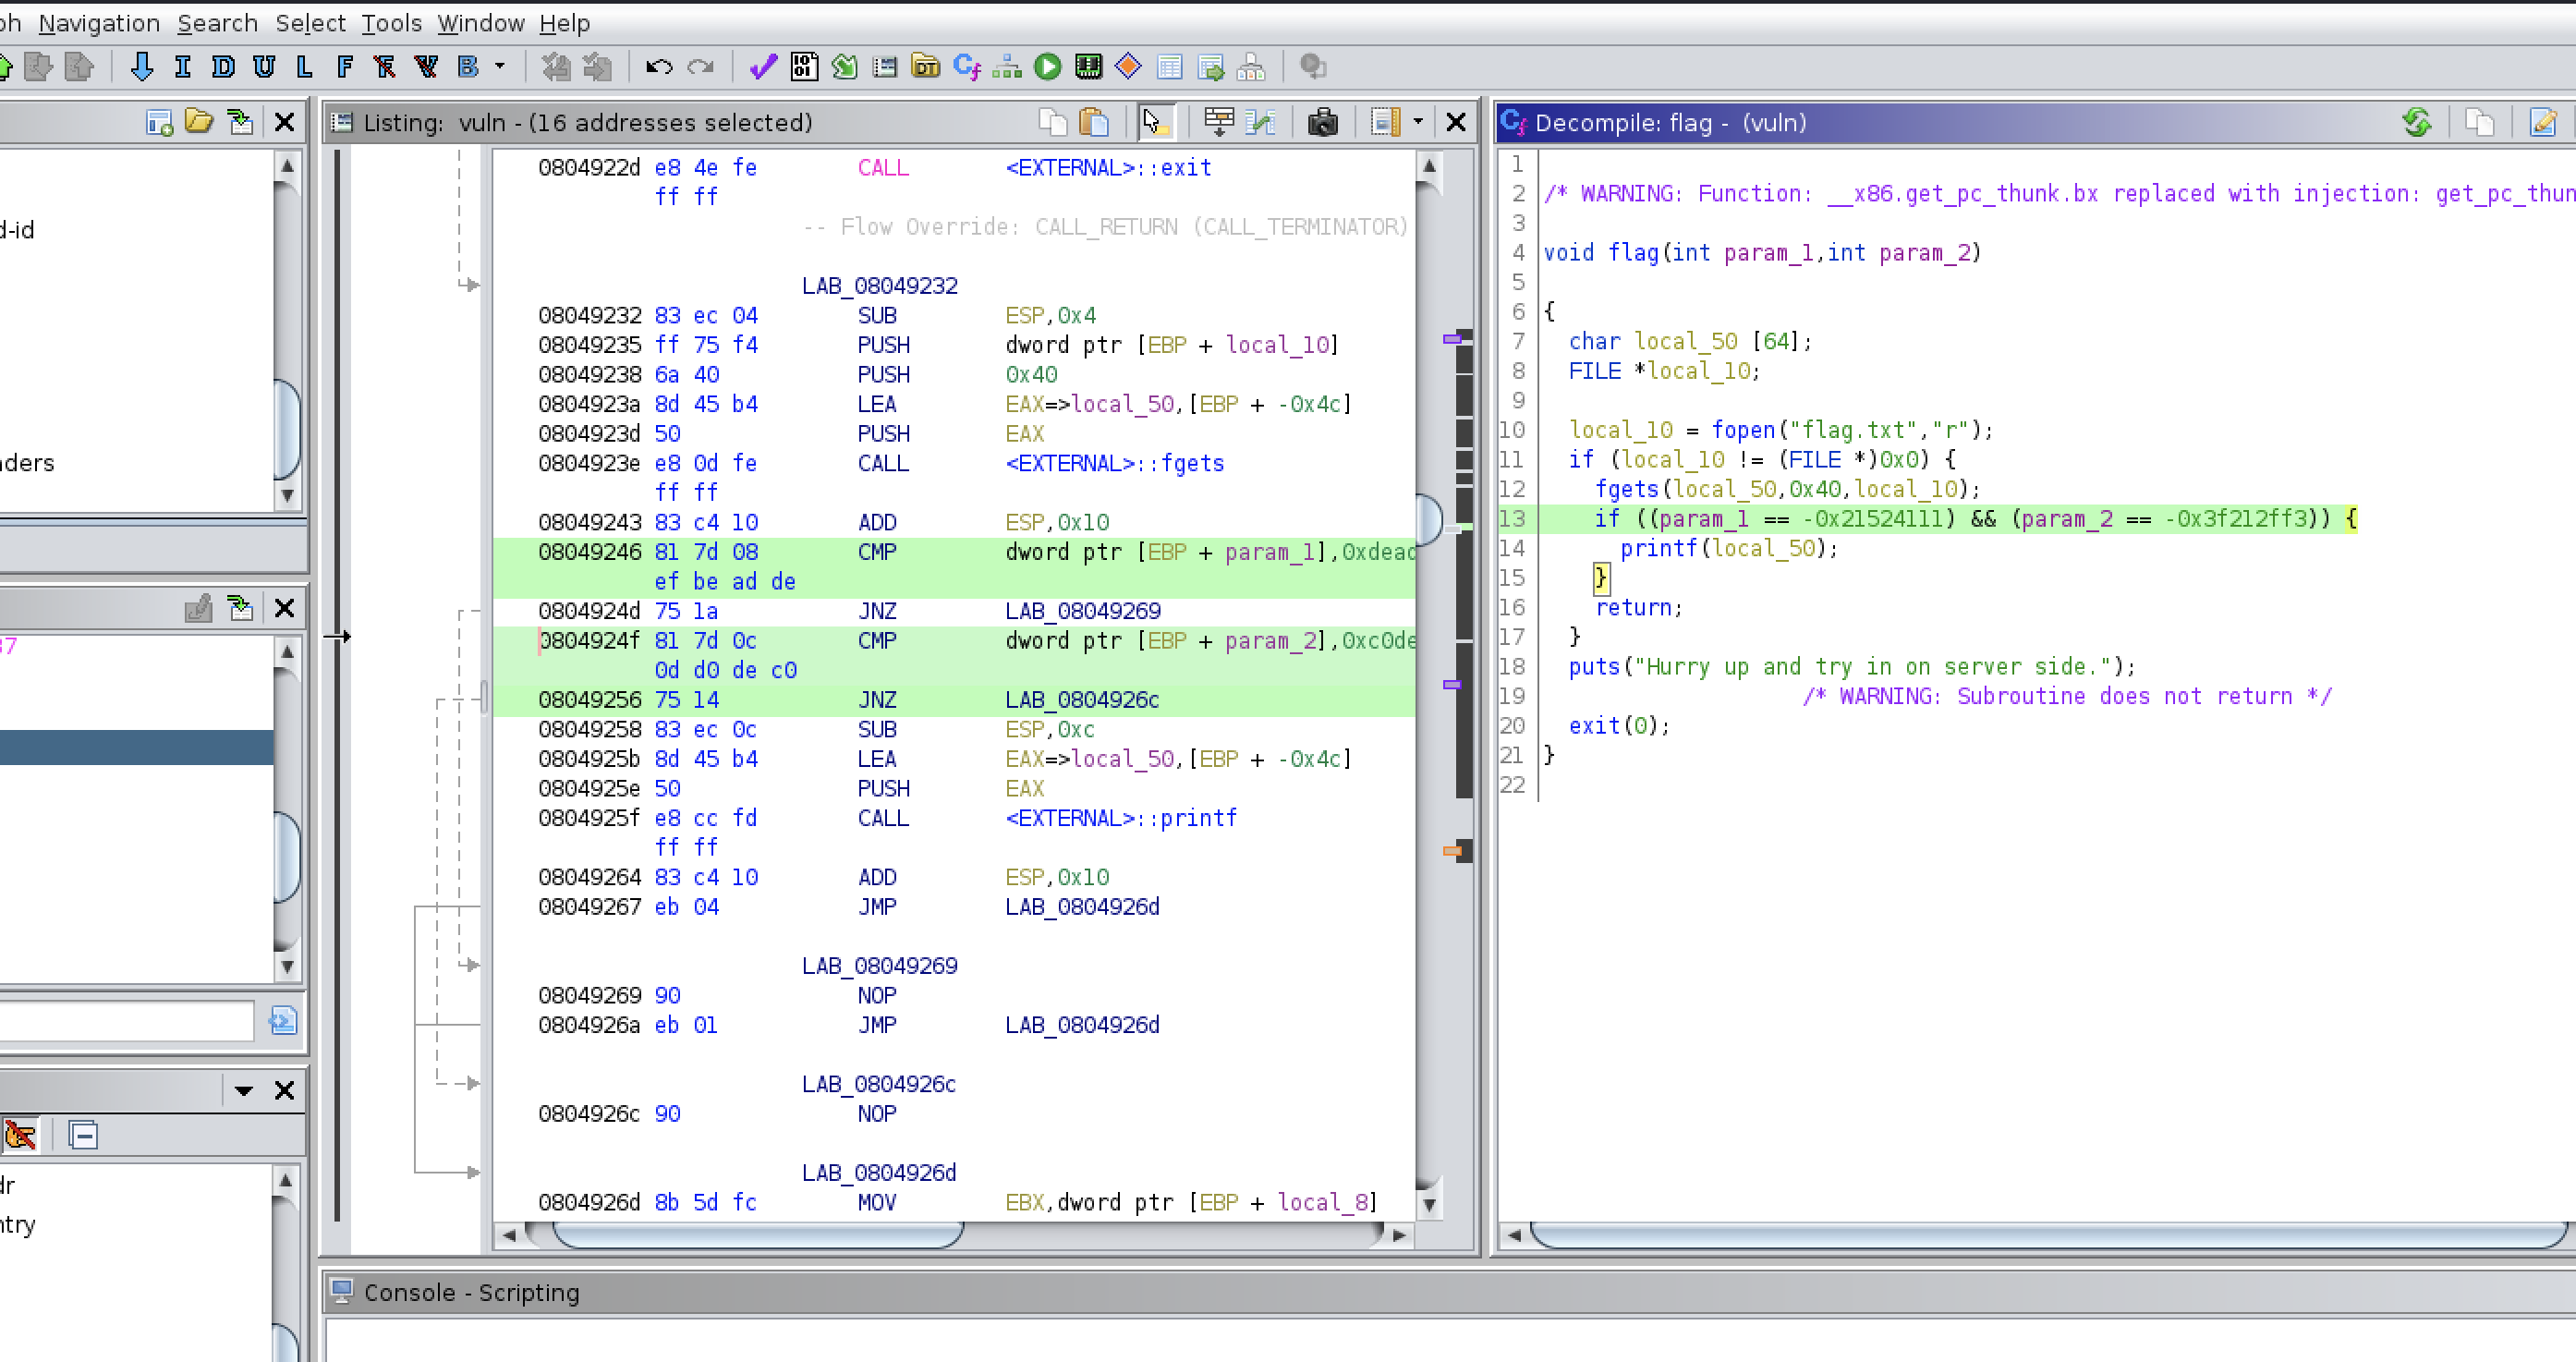 Navigation Search Select Tools Window Help
I D U L F B
Listing: vuln - (16 addresses selected)
0804922d e8 4e fe CALL <EXTERNAL>::exit
ff ff
-- Flow Override: CALL_RETURN (CALL_TERMINATOR)
LAB_08049232
08049232 83 ec 04 SUB ESP,0x4
08049235 ff 75 f4 PUSH dword ptr [EBP + local_10]
08049238 6a 40 PUSH 0x40
0804923a 8d 45 b4 LEA EAX=>local_50,[EBP + -0x4c]
0804923d 50 PUSH EAX
0804923e e8 0d fe CALL <EXTERNAL>::fgets
ff ff
08049243 83 c4 10 ADD ESP,0x10
08049246 81 7d 08 CMP dword ptr [EBP + param_1],0xdead
ef be ad de
0804924d 75 1a JNZ LAB_08049269
0804924f 81 7d 0c CMP dword ptr [EBP + param_2],0xc0de
0d d0 de c0
08049256 75 14 JNZ LAB_0804926c
08049258 83 ec 0c SUB ESP,0xc
0804925b 8d 45 b4 LEA EAX=>local_50,[EBP + -0x4c]
0804925e 50 PUSH EAX
0804925f e8 cc fd CALL <EXTERNAL>::printf
ff ff
08049264 83 c4 10 ADD ESP,0x10
08049267 eb 04 JMP LAB_0804926d
LAB_08049269
08049269 90 NOP
0804926a eb 01 JMP LAB_0804926d
LAB_0804926c
0804926c 90 NOP
LAB_0804926d
0804926d 8b 5d fc MOV EBX,dword ptr [EBP + local_8]
Decompile: flag - (vuln)
1
2 /* WARNING: Function: __x86.get_pc_thunk.bx replaced with injection: get_pc_thun
3
4 void flag(int param_1,int param_2)
5
6 {
7 char local_50 [64];
8 FILE *local_10;
9
10 local_10 = fopen("flag.txt","r");
11 if (local_10 != (FILE *)0x0) {
12 fgets(local_50,0x40,local_10);
13 if ((param_1 == -0x21524111) && (param_2 == -0x3f212ff3)) {
14 printf(local_50);
15 }
16 return;
17 }
18 puts("Hurry up and try in on server side.");
19 /* WARNING: Subroutine does not return */
20 exit(0);
21 }
22
Console - Scripting